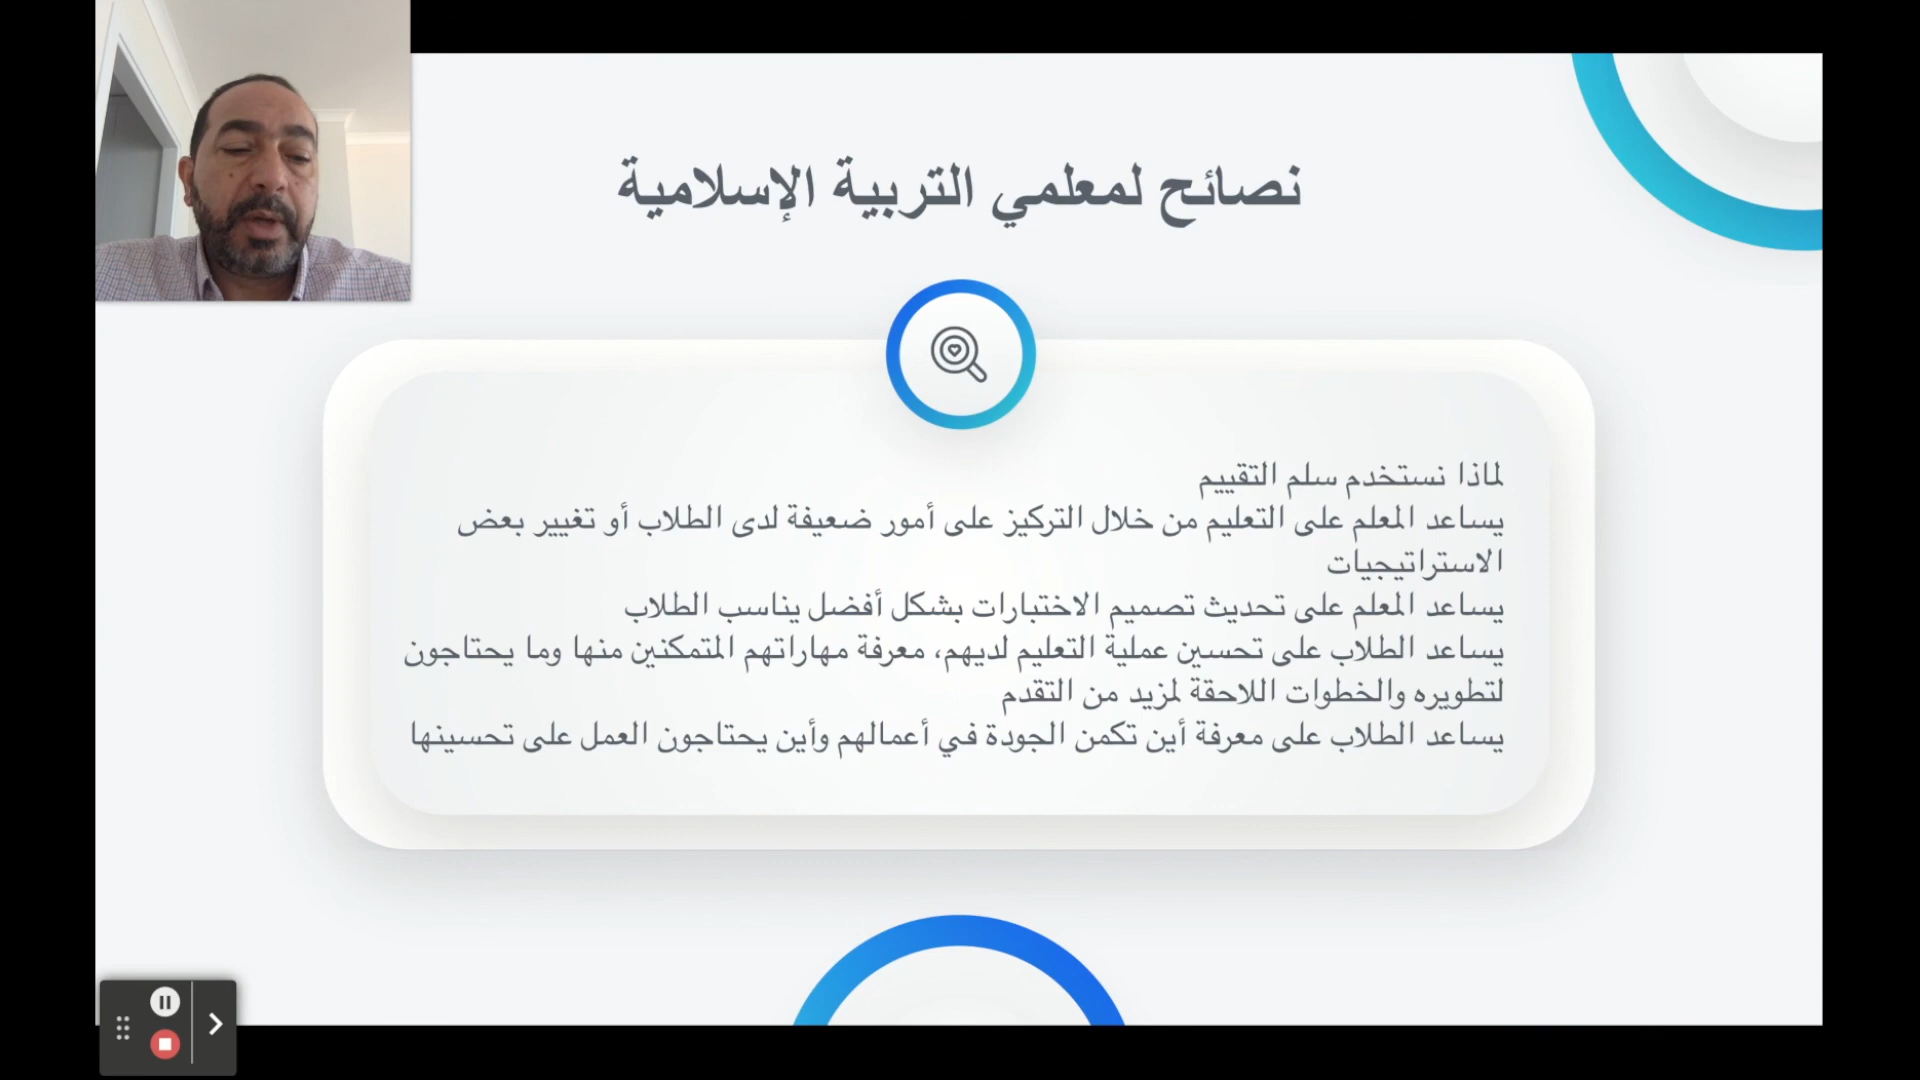 نصائح لمعلمي التربية الإسلامية
لماذا نستخدم سلم التقييم
يساعد المعلم على التعليم من خلال التركيز على أمور ضعيفة لدى الطلاب أو تغيير بعض
الاستراتيجيات
يساعد المعلم على تحديث تصميم الاختبارات بشكل أفضل يناسب الطلاب
يساعد الطلاب على تحسين عملية التعليم لديهم، معرفة مهاراتهم المتمكنين منها وما يحتاجون
لتطويره والخطوات اللاحقة لمزيد من التقدم
يساعد الطلاب على معرفة أين تكمن الجودة في أعمالهم وأين يحتاجون العمل على تحسينها